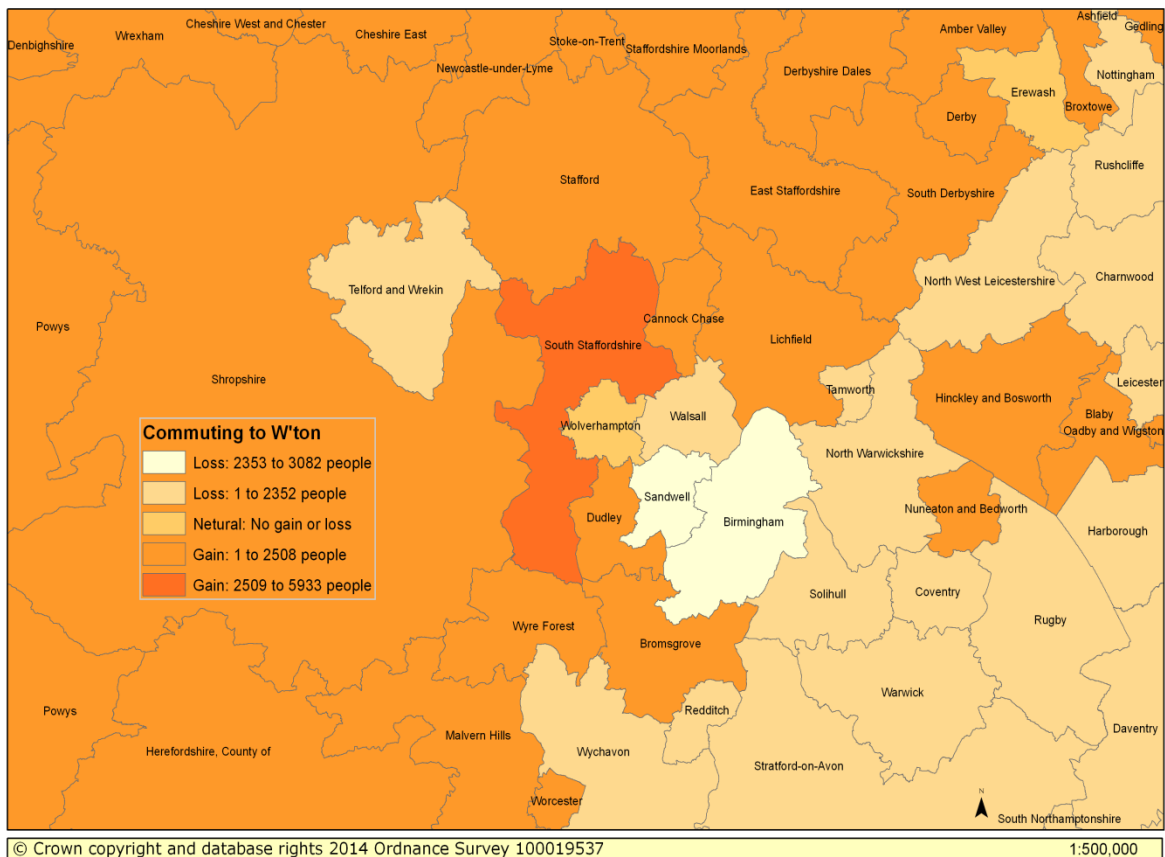 Cheshire West and Chester
Ashfield
Denbighshire
Wrexham
Cheshire East
Stoke-on-Trent
Staffordshire Moorlands
Amber Valley
Gedling
Newcastle-under-Lyme
Derbyshire Dales
Nottingham
Erewash
Broxtowe
Derby
Rushcliffe
Stafford
East Staffordshire
South Derbyshire
Telford and Wrekin
North West Leicestershire
Charnwood
Powys
Cannock Chase
South Staffordshire
Lichfield
Shropshire
Tamworth
Leicester
Hinckley and Bosworth
Walsall
Blaby
Wolverhampton
Oadby and Wigston
North Warwickshire
Commuting to W'ton
Loss: 2353 to 3082 people
Loss: 1 to 2352 people
Netural: No gain or loss
Gain: 1 to 2508 people
Gain: 2509 to 5933 people
Sandwell
Dudley
Birmingham
Nuneaton and Bedworth
Harborough
Solihull
Coventry
Rugby
Wyre Forest
Bromsgrove
Warwick
Powys
Redditch
Malvern Hills
Daventry
Herefordshire, County of
Wychavon
Stratford-on-Avon
Worcester
N
South Northamptonshire
© Crown copyright and database rights 2014 Ordnance Survey 100019537
1:500,000